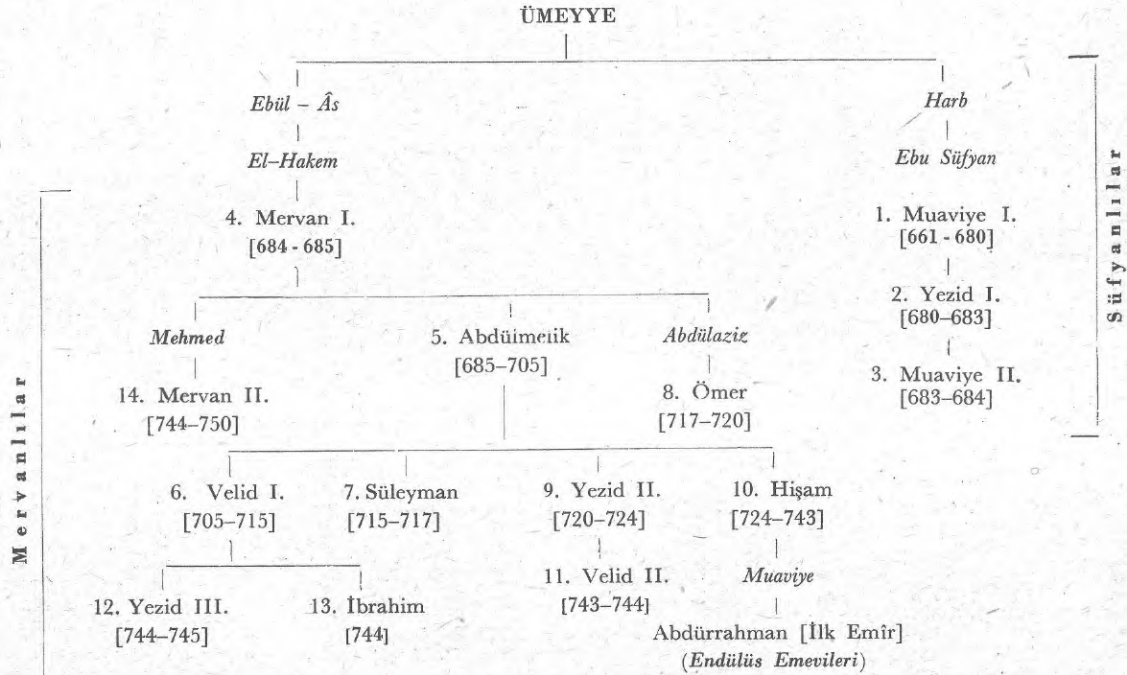 ÜMEYYE
Ebül – Âs
Harb
El–Hakem
Ebu Süfyan
4. Mervan I.
[684 - 685]
1. Muaviye I.
[661 - 680]
2. Yezid I.
[680–683]
3. Muaviye II.
[683–684]
Süfyanlılar
Mehmed
5. Abdülmelik
[685–705]
Abdülaziz
14. Mervan II.
[744–750]
8. Ömer
[717–720]
Mervanlılar
6. Velid I.
[705–715]
7. Süleyman
[715–717]
9. Yezid II.
[720–724]
10. Hişam
[724–743]
12. Yezid III.
[744–745]
13. İbrahim
[744]
11. Velid II.
[743–744]
Muaviye
Abdürrahman [İlk Emîr]
(Endülüs Emevileri)